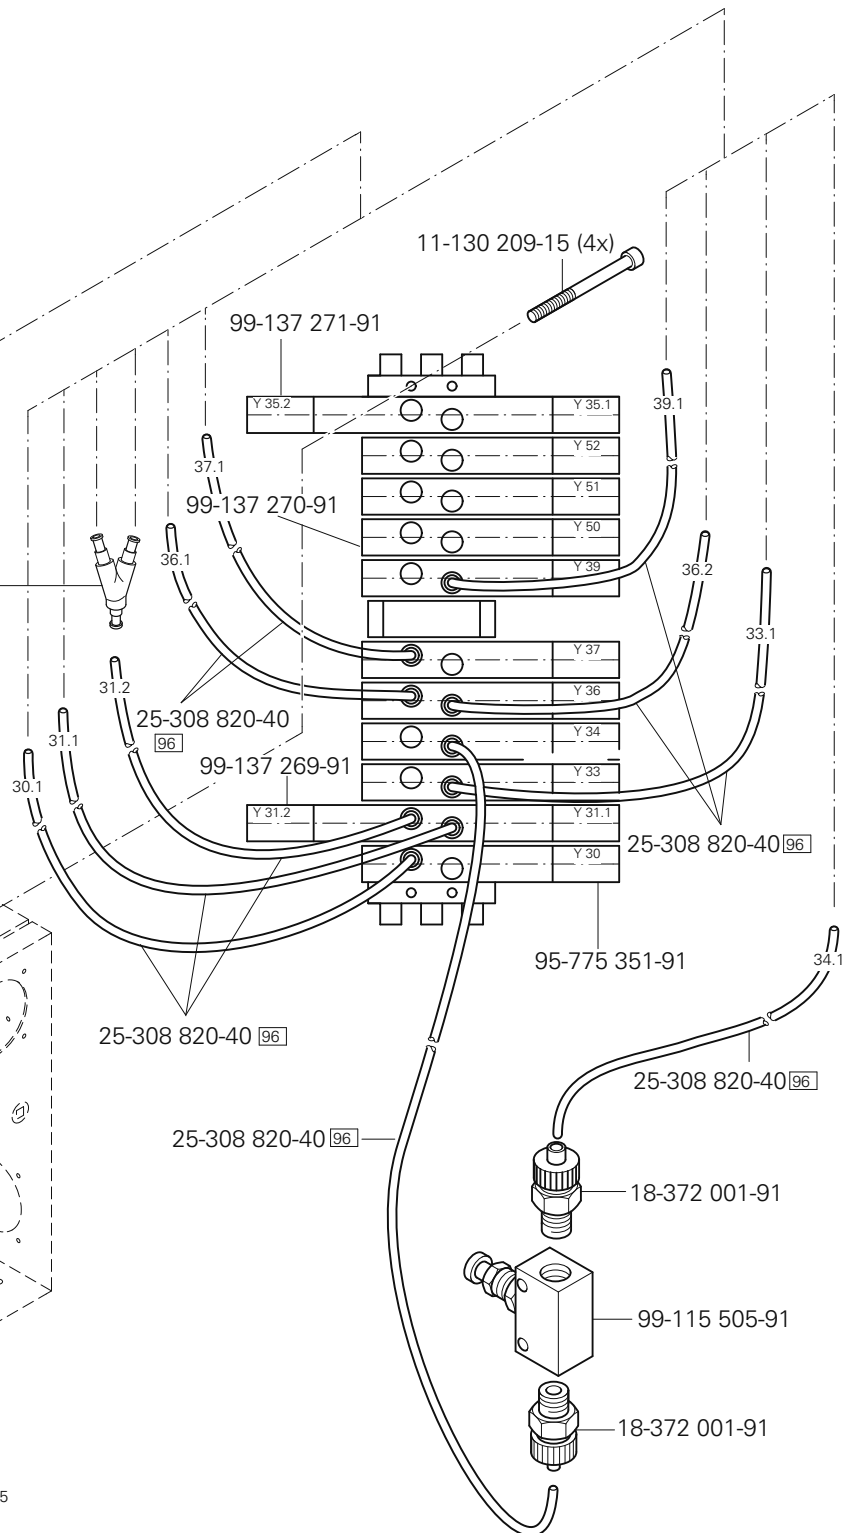 11-130 209-15 (4x)
99-137 271-91
Y 35.2
Y 35.1
39.1
Y 52
37.1
Y 51
99-137 270-91
Y 50
36.1
Y 39
36.2
33.1
Y 37
31.2
Y 36
25-308 820-40
96
31.1
Y 34
99-137 269-91
Y 33
30.1
Y 31.2
Y 31.1
25-308 820-40 96
Y 30
95-775 351-91
34.1
25-308 820-40 96
25-308 820-40 96
25-308 820-40 96
18-372 001-91
99-115 505-91
18-372 001-91
5